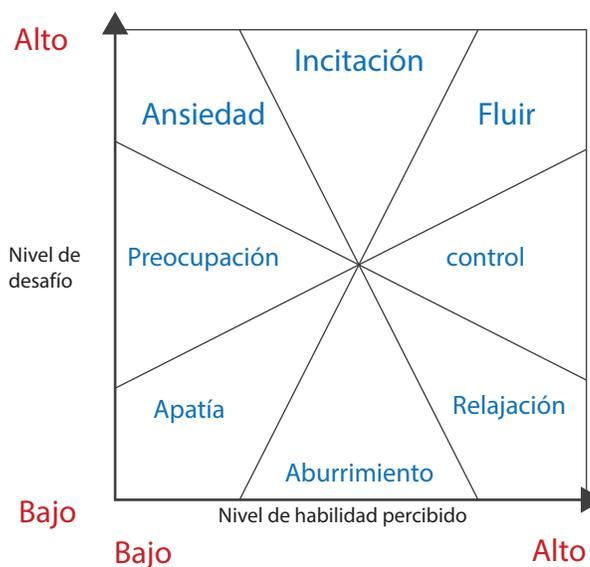 Alto
Incitación
Ansiedad
Fluir
Nivel de
desafío
Preocupación
control
Apatía
Relajación
Aburrimiento
Bajo
Nivel de habilidad percibido
Bajo
Alto